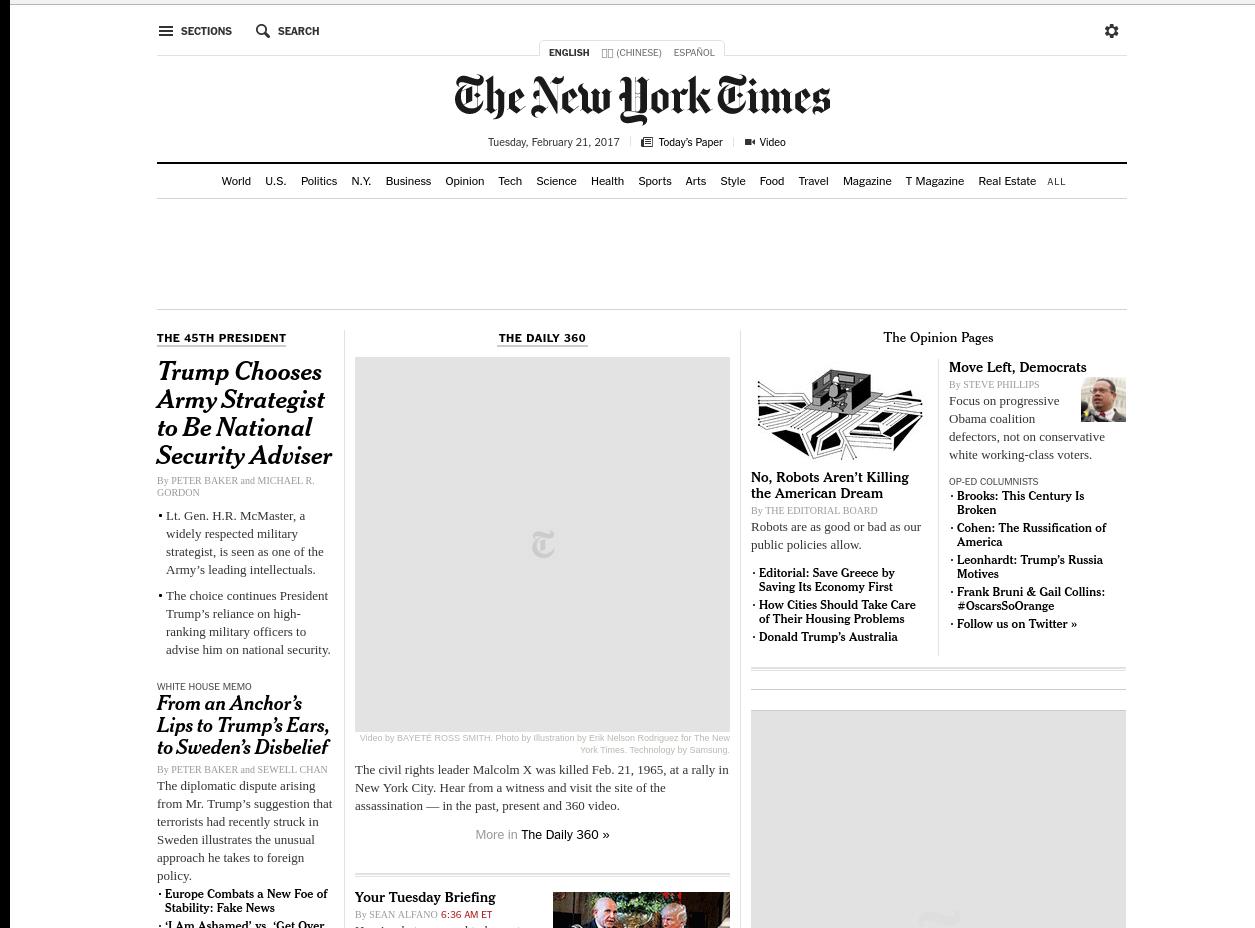 SECTIONS
SEARCH
ENGLISH
(CHINESE)
ESPAÑOL
The New York Times
Tuesday, February 21, 2017
Today's Paper
Video
World U.S. Politics N.Y. Business Opinion Tech Science Health Sports Arts Style Food Travel Magazine T Magazine Real Estate ALL
THE 45TH PRESIDENT
Trump Chooses
Army Strategist
to Be National
Security Adviser
By PETER BAKER and MICHAEL R.
GORDON
• Lt. Gen. H.R. McMaster, a
widely respected military
strategist, is seen as one of the
Army's leading intellectuals.
• The choice continues President
Trump's reliance on high-
ranking military officers to
advise him on national security.
WHITE HOUSE MEMO
From an Anchor's
Lips to Trump's Ears,
to Sweden's Disbelief
By PETER BAKER and SEWELL CHAN
The diplomatic dispute arising
from Mr. Trump's suggestion that
terrorists had recently struck in
Sweden illustrates the unusual
approach he takes to foreign
policy.
· Europe Combats a New Foe of
Stability: Fake News
· 'I Am Ashamed' vs. 'Get Over
THE DAILY 360
T
Video by BAYETÉ ROSS SMITH. Photo by Illustration by Erik Nelson Rodriguez for The New
York Times. Technology by Samsung.
The civil rights leader Malcolm X was killed Feb. 21, 1965, at a rally in
New York City. Hear from a witness and visit the site of the
assassination — in the past, present and 360 video.
More in The Daily 360 »
Your Tuesday Briefing
By SEAN ALFANO 6:36 AM ET
The Opinion Pages
No, Robots Aren't Killing
the American Dream
By THE EDITORIAL BOARD
Robots are as good or bad as our
public policies allow.
· Editorial: Save Greece by
Saving Its Economy First
· How Cities Should Take Care
of Their Housing Problems
· Donald Trump's Australia
Move Left, Democrats
By STEVE PHILLIPS
Focus on progressive
Obama coalition
defectors, not on conservative
white working-class voters.
OP-ED COLUMNISTS
· Brooks: This Century Is
Broken
· Cohen: The Russification of
America
· Leonhardt: Trump's Russia
Motives
· Frank Bruni & Gail Collins:
#OscarsSoOrange
· Follow us on Twitter »